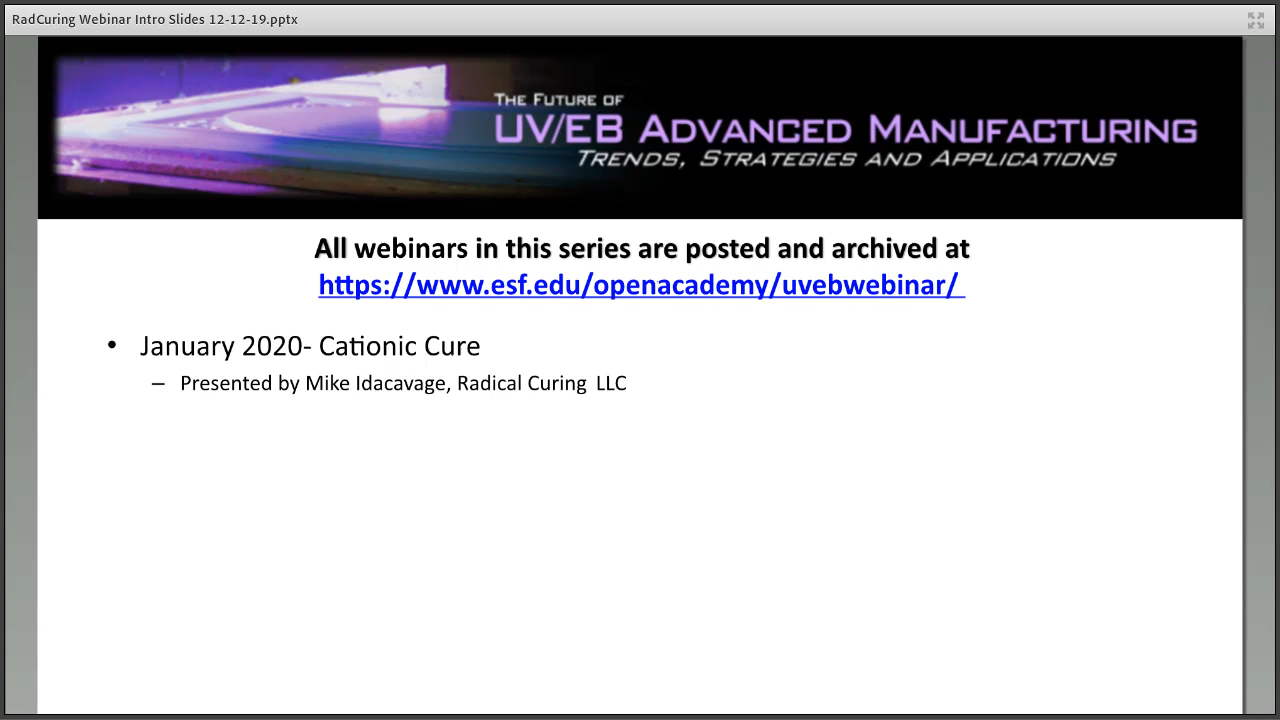 RadCuring Webinar Intro Slides 12-12-19.pptx
The Future of
UV/EB Advanced Manufacturing
Trends, Strategies and Applications
All webinars in this series are posted and archived at
https://www.esf.edu/openacademy/uvebwebinar/
• January 2020- Cationic Cure
– Presented by Mike Idacavage, Radical Curing LLC